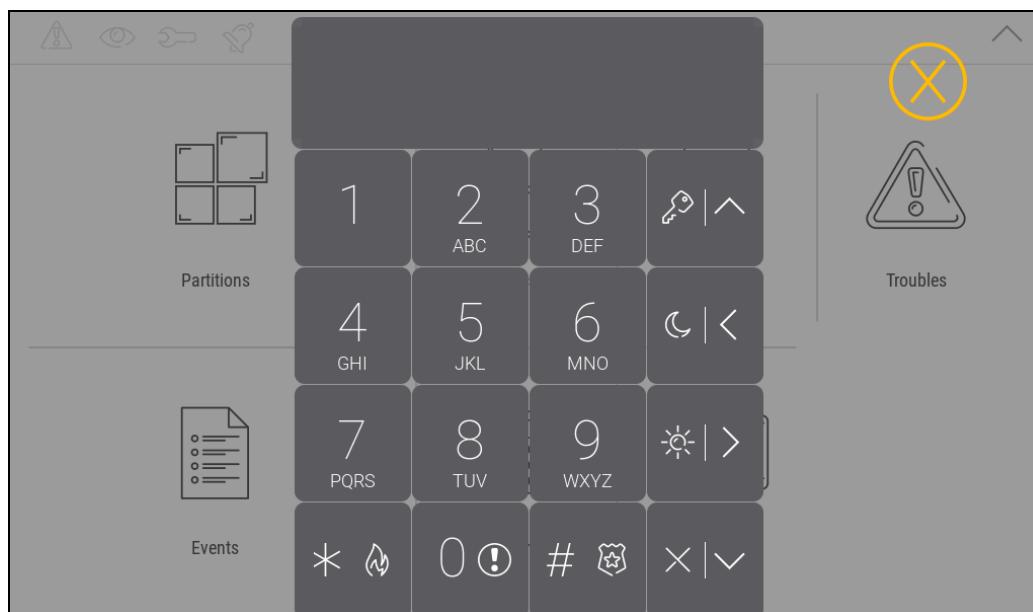 1
2
3
ABC
DEF
Partitions
Troubles
4
5
6
GHI
JKL
MNO
7
8
9
PQRS
TUV
WXYZ
Events
* 0 #